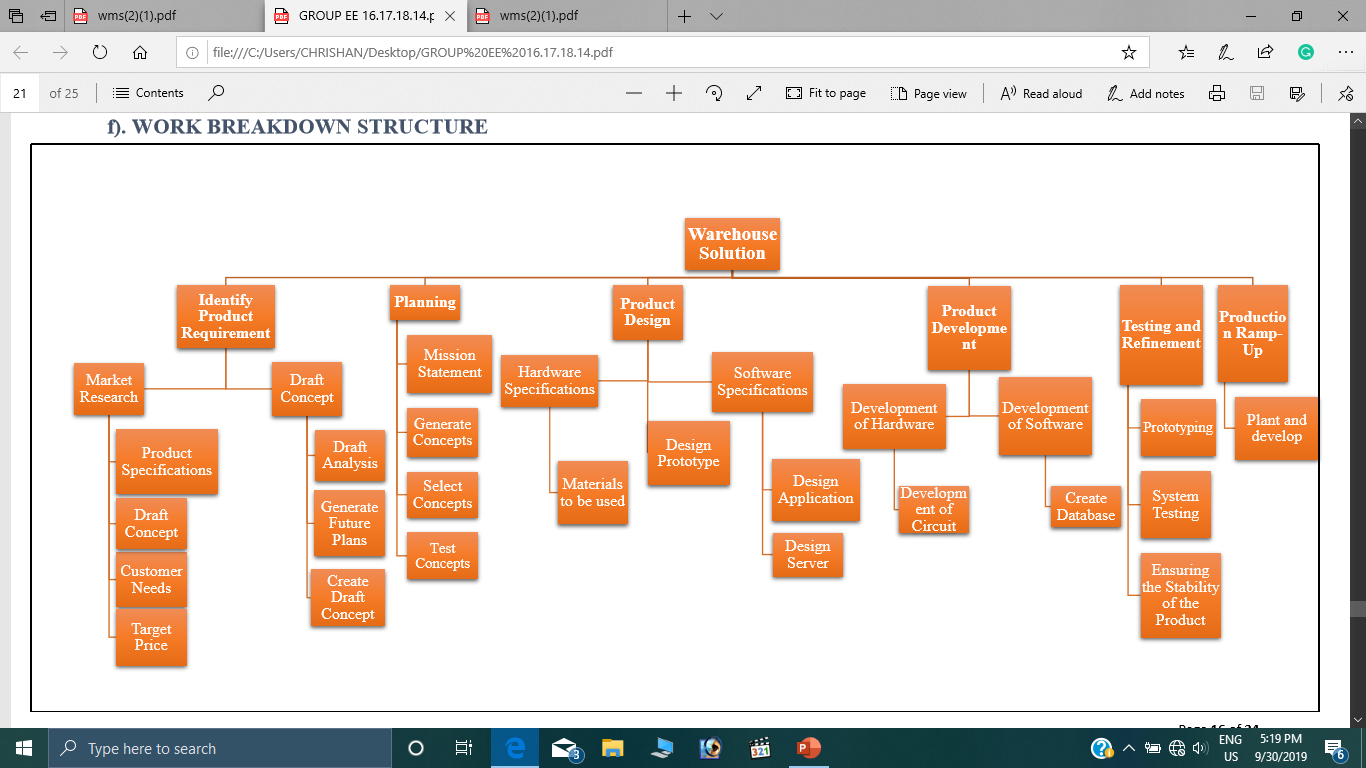 wms(2)(1).pdf
GROUP EE 16.17.18.14.p
wms(2)(1).pdf
file:///C:/Users/CHRISHAN/Desktop/GROUP%20EE%2016.17.18.14.pdf
21 of 25
Contents
Fit to page
Page view
Read aloud
Add notes
f). WORK BREAKDOWN STRUCTURE
Warehouse
Solution
Identify
Product
Requirement
Market
Research
Product
Specifications
Draft
Concept
Customer
Needs
Target
Price
Draft
Concept
Draft
Analysis
Generate
Future
Plans
Create
Draft
Concept
Planning
Mission
Statement
Generate
Concepts
Select
Concepts
Test
Concepts
Product
Design
Hardware
Specifications
Materials
to be used
Design
Prototype
Software
Specifications
Design
Application
Design
Server
Product
Developme
nt
Development
of Hardware
Developm
ent of
Circuit
Development
of Software
Create
Database
Testing and
Refinement
Prototyping
System
Testing
Ensuring
the Stability
of the
Product
Productio
n Ramp-
Up
Plant and
develop
Page 16 of 24
Type here to search
3
321
ENG
US
5:19 PM
9/30/2019
6